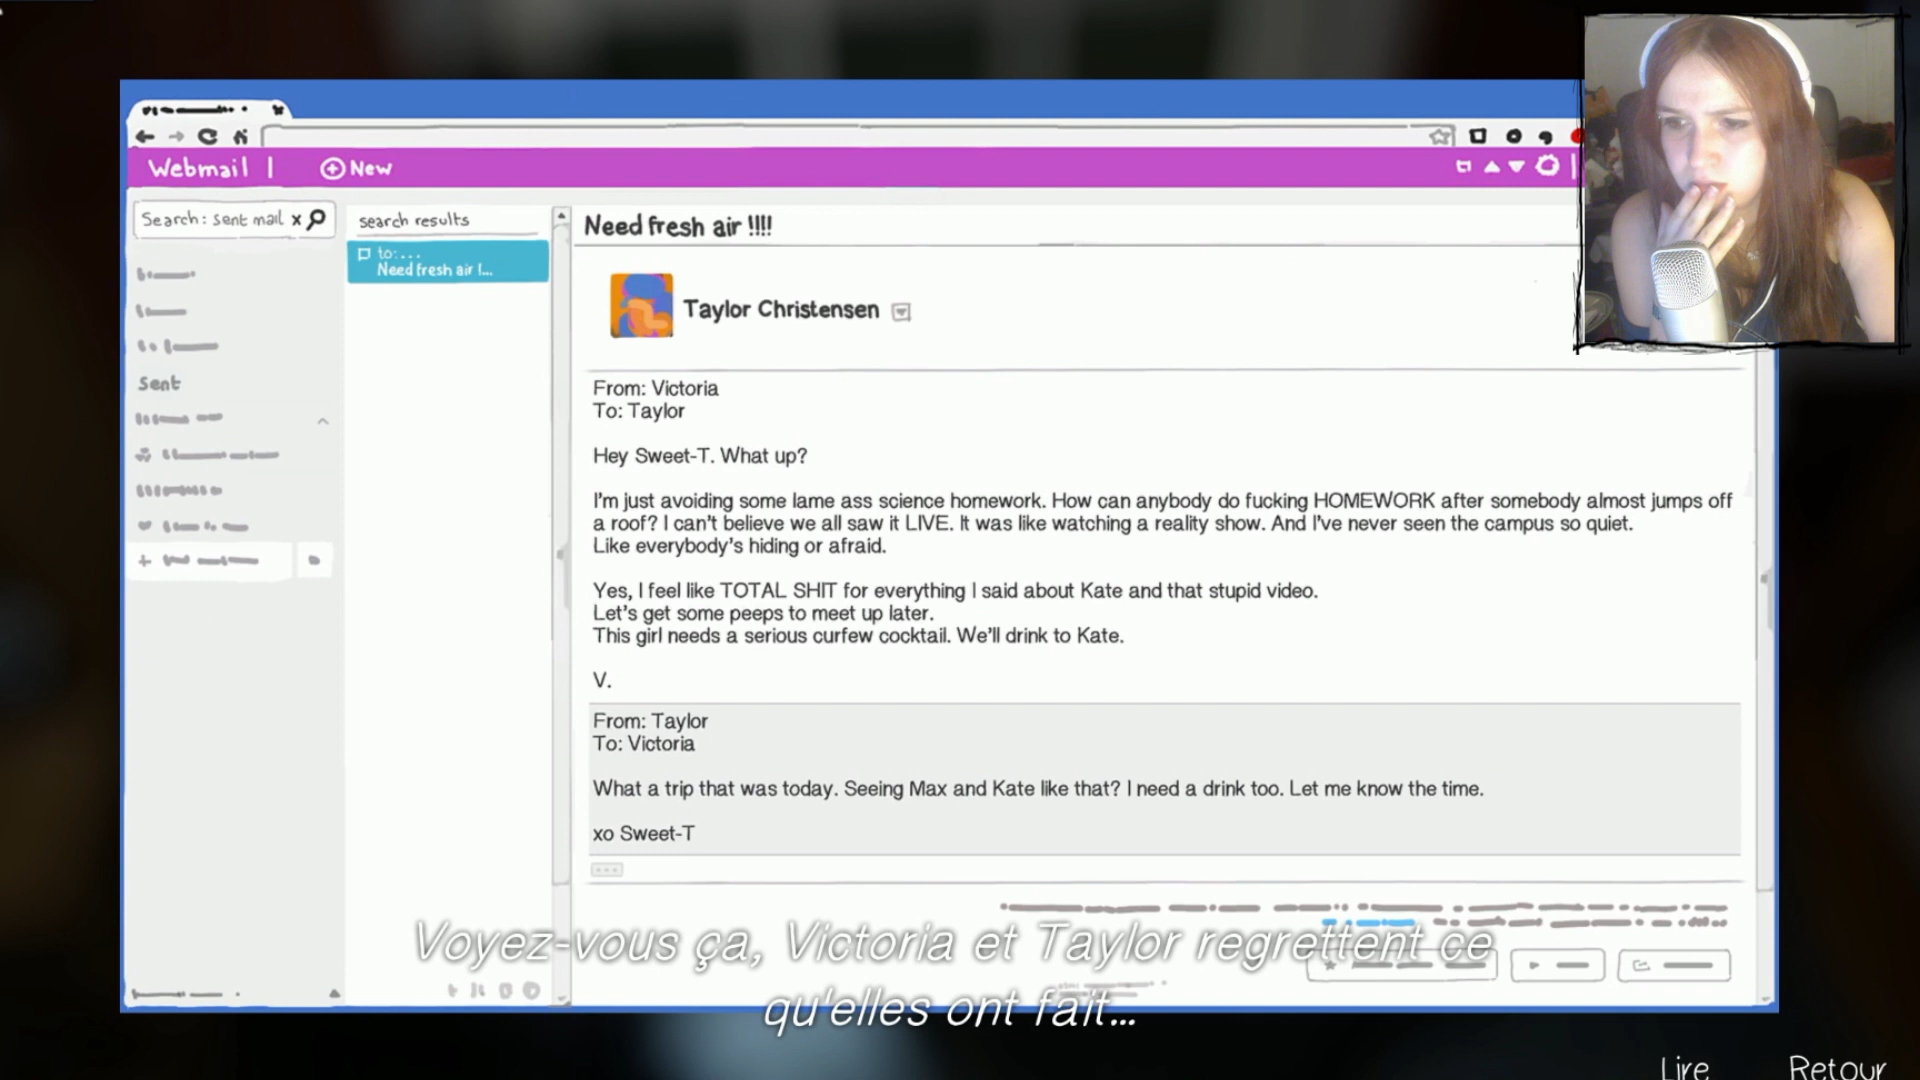 Webmail |
New
Search: sent mail x
search results
Need fresh air !!!!
to:...
Need fresh air !...
Taylor Christensen
Sent
From: Victoria
To: Taylor
Hey Sweet-T. What up?
I'm just avoiding some lame ass science homework. How can anybody do fucking HOMEWORK after somebody almost jumps off
a roof? I can't believe we all saw it LIVE. It was like watching a reality show. And I've never seen the campus so quiet.
Like everybody's hiding or afraid.
Yes, I feel like TOTAL SHIT for everything I said about Kate and that stupid video.
Let's get some peeps to meet up later.
This girl needs a serious curfew cocktail. We'll drink to Kate.
V.
From: Taylor
To: Victoria
What a trip that was today. Seeing Max and Kate like that? I need a drink too. Let me know the time.
xo Sweet-T
Voyez-vous ça, Victoria et Taylor regrettent ce
qu'elles ont fait...
Lire Retour